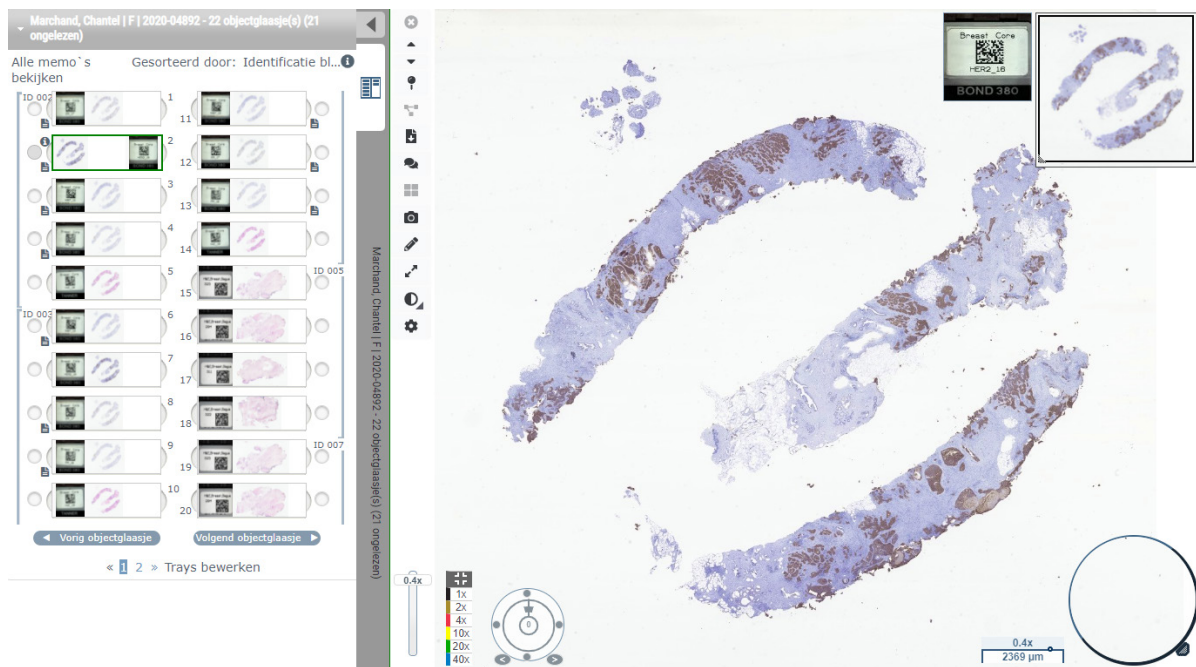 Marchand, Chantel | F | 2020-04892 - 22 objectglaasje(s) (21
ongelezen)
Alle memo`s
bekijken
Gesorteerd door: Identificatie bl...
ID 002
1
11
2
12
3
13
4
14
5
ID 005
15
ID 003
6
16
7
17
8
18
9
ID 007
19
10
20
Vorig objectglaasje
Volgend objectglaasje
« 1 2 » Trays bewerken
Marchand, Chantel | F | 2020-04892 - 22 objectglaasje(s) (21 ongelezen)
Breast Core
HER2_16
BOND 380
0.4x
1x
2x
4x
10x
20x
40x
0
0.4x
2369 µm